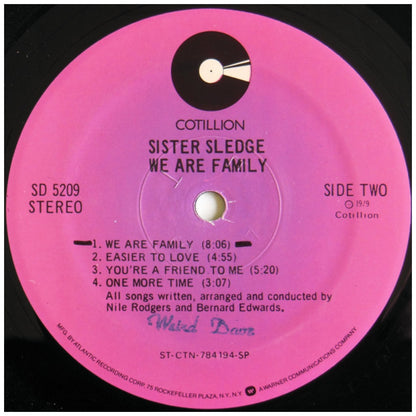 COTILLION
SISTER SLEDGE
WE ARE FAMILY
SD 5209
STEREO
SIDE TWO
Ⓟ 1979
Cotillion
1. WE ARE FAMILY (8:06)
2. EASIER TO LOVE (4:55)
3. YOU'RE A FRIEND TO ME (5:20)
4. ONE MORE TIME (3:07)
All songs written, arranged and conducted by
Nile Rodgers and Bernard Edwards.
Weird Dave
ST-CTN-784194-SP
MFG. BY ATLANTIC RECORDING CORP., 75 ROCKEFELLER PLAZA, N.Y., N.Y. A WARNER COMMUNICATIONS COMPANY